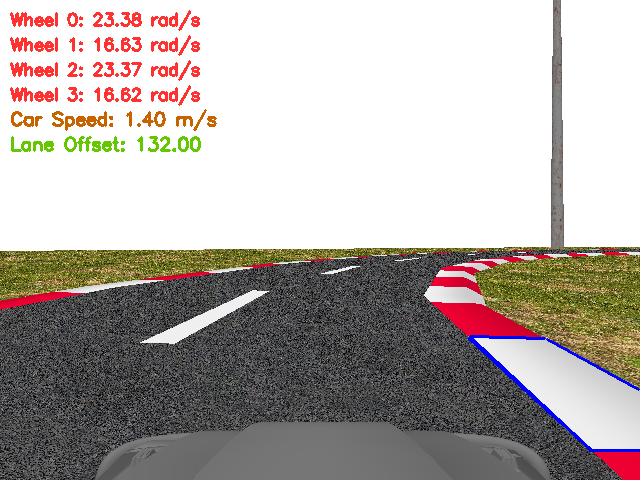 Wheel 0: 23.38 rad/s
Wheel 1: 16.63 rad/s
Wheel 2: 23.37 rad/s
Wheel 3: 16.62 rad/s
Car Speed: 1.40 m/s
Lane Offset: 132.00